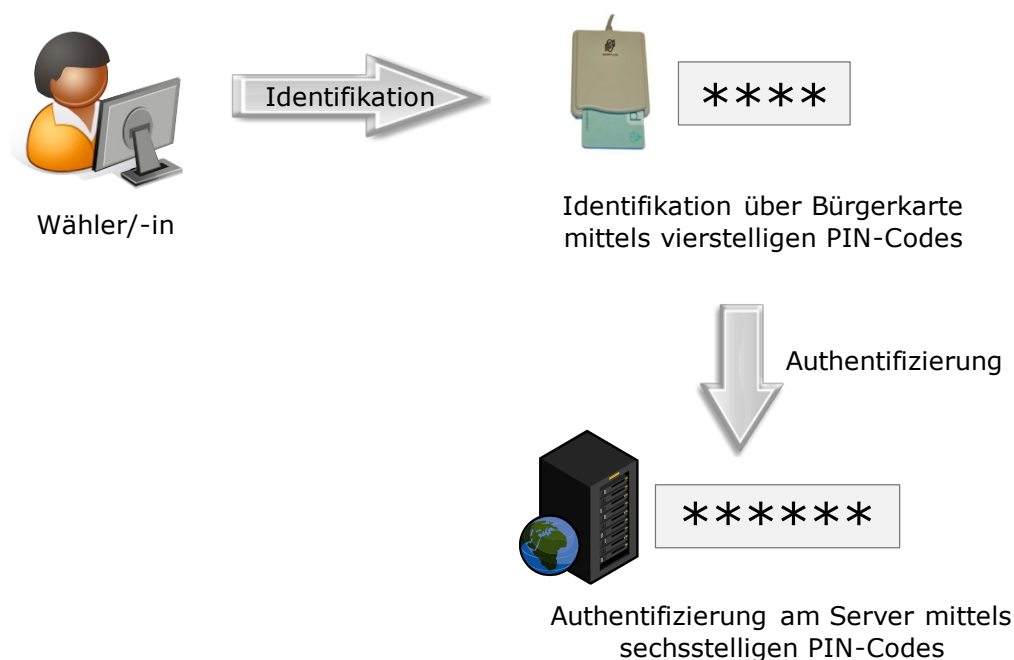 Identifikation
****
Wähler/-in
Identifikation über Bürgerkarte
mittels vierstelligen PIN-Codes
Authentifizierung
******
Authentifizierung am Server mittels
sechsstelligen PIN-Codes